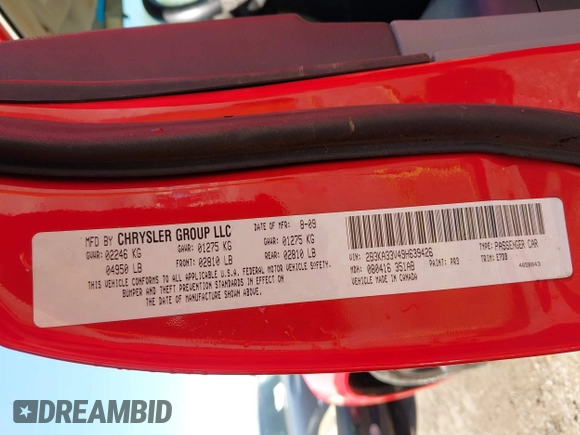 MFD BY CHRYSLER GROUP LLC DATE OF MFR: 8-09
GVWR: 02246 KG GAWR: 01275 KG 01275 KG
04950 LB FRONT: 02810 LB REAR: 02810 LB
THIS VEHICLE CONFORMS TO ALL APPLICABLE U.S.A. FEDERAL MOTOR VEHICLE SAFETY,
BUMPER AND THEFT PREVENTION STANDARDS IN EFFECT ON
THE DATE OF MANUFACTURE SHOWN ABOVE.
VIN: 2B3KA33V49H639426 TYPE: PASSENGER CAR
MDH: 080416 351AB PAINT: PR3 TRIM:
VEHICLE MADE IN CANADA
DREAMBID